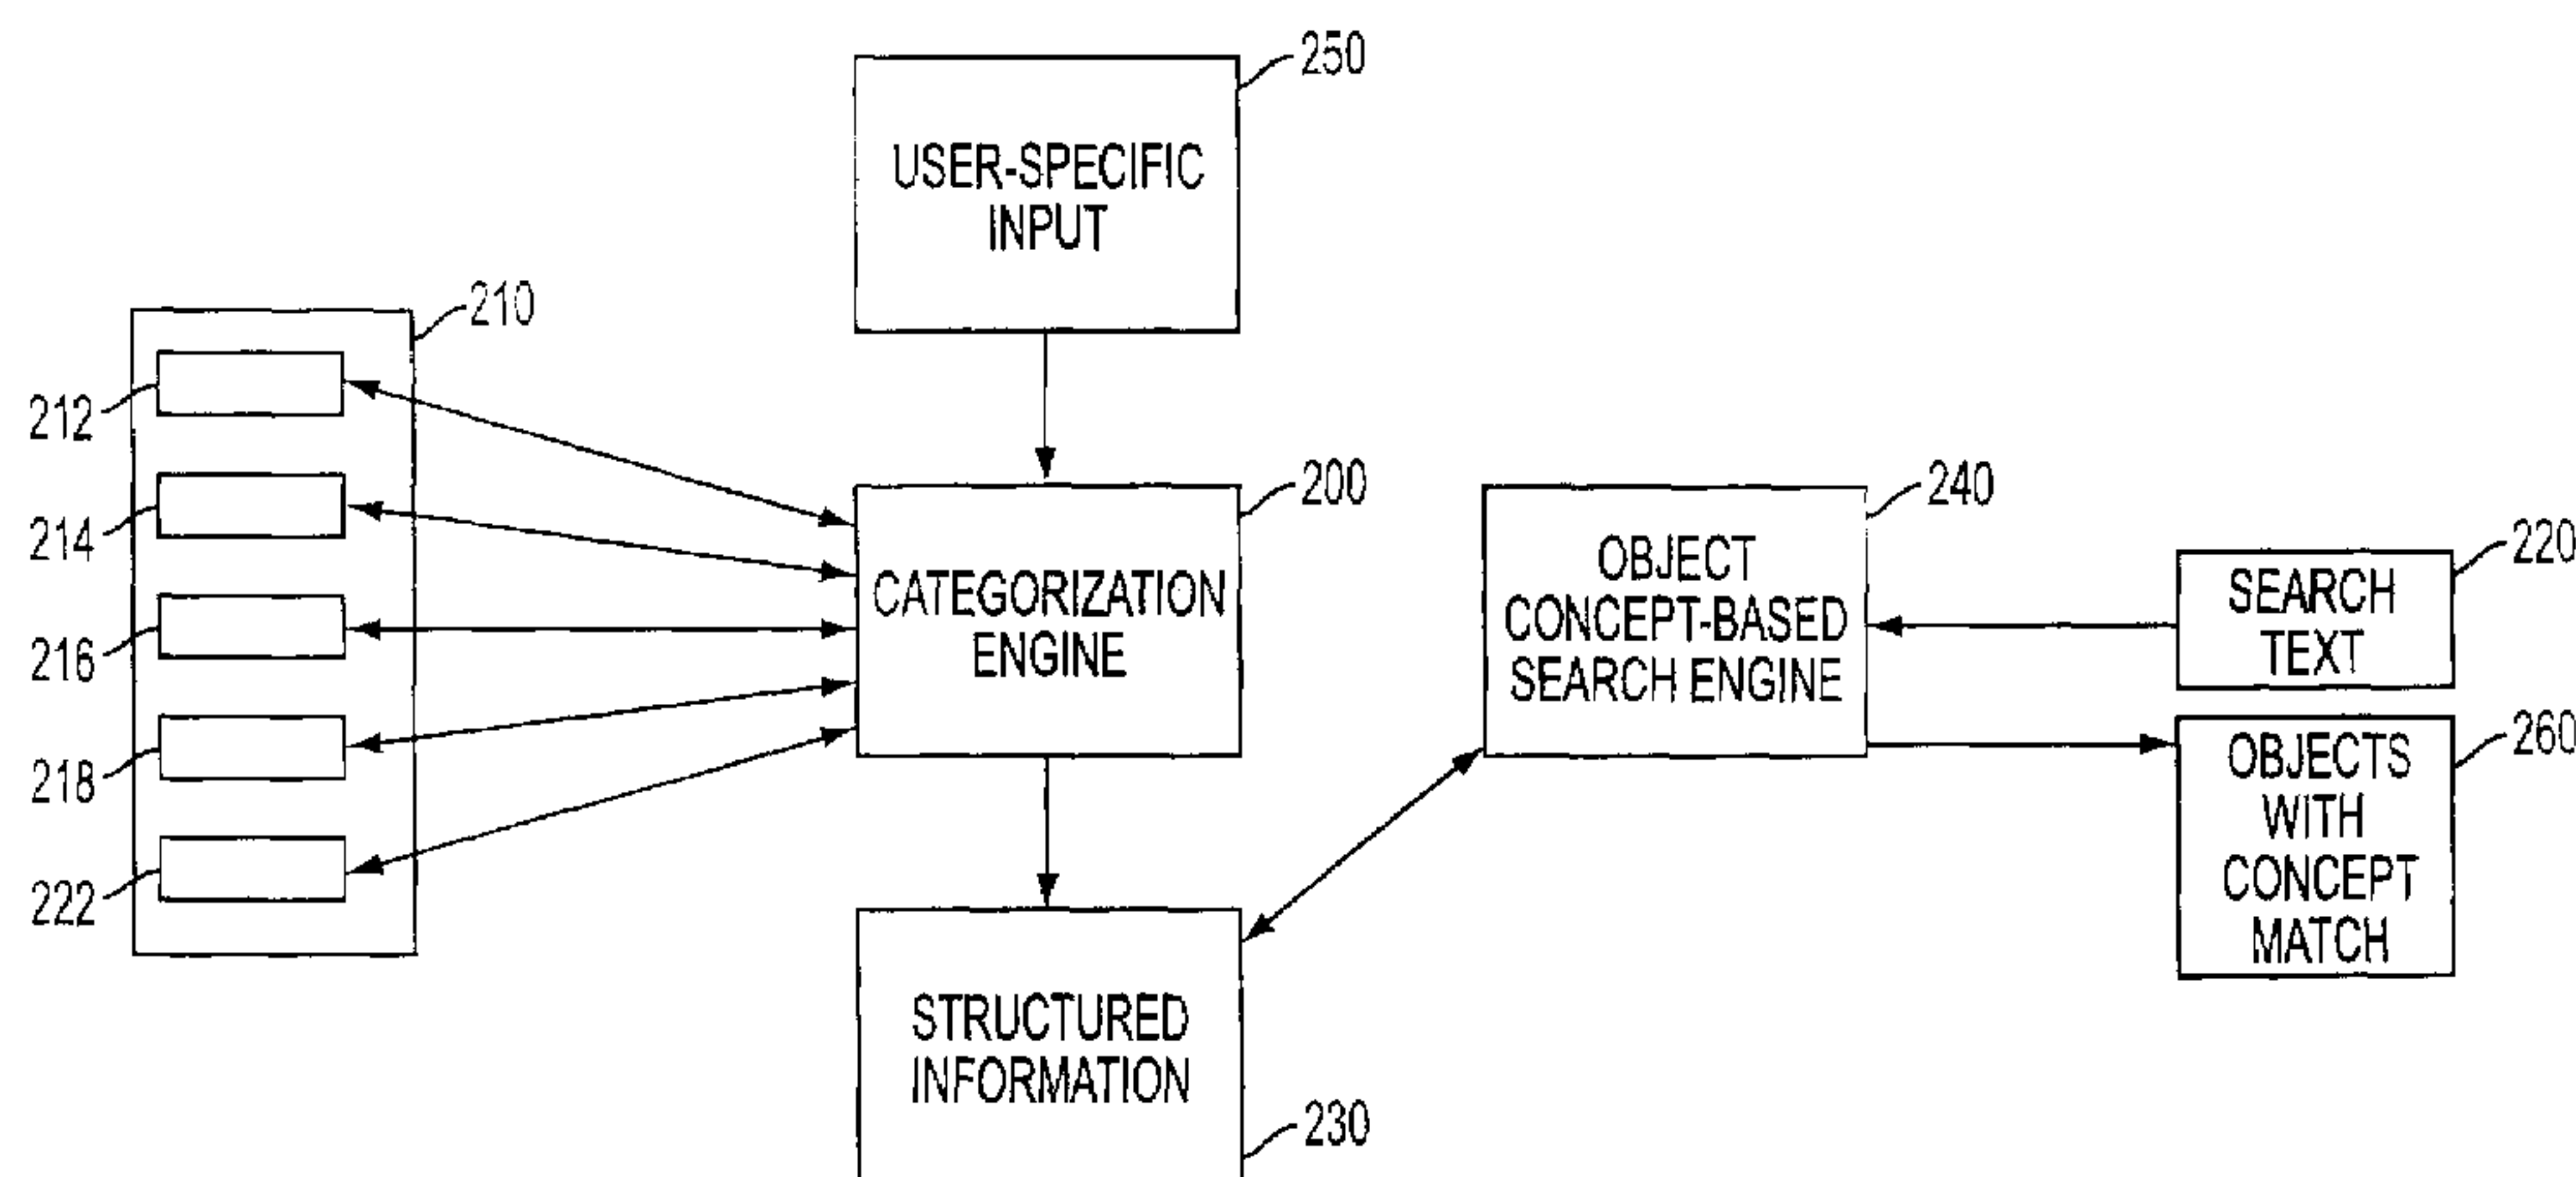 250
USER-SPECIFIC
INPUT
210
212
214
216
218
222
200
CATEGORIZATION
ENGINE
240
OBJECT
CONCEPT-BASED
SEARCH ENGINE
220
SEARCH
TEXT
260
OBJECTS
WITH
CONCEPT
MATCH
STRUCTURED
INFORMATION
230